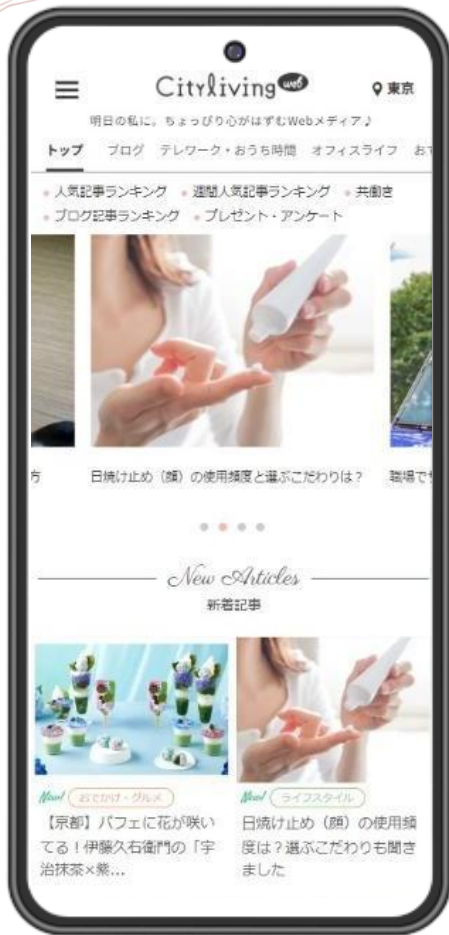 Cityliving web
東京
明日の私に。ちょっぴり心がはずむWebメディア♪
トップ ブログ テレワーク・おうち時間 オフィスライフ お
人気記事ランキング 週間人気記事ランキング 共働き
ブログ記事ランキング プレゼント・アンケート
方 日焼け止め（顔）の使用頻度と選ぶこだわりは？ 職場で
New Articles
新着記事
New! おでかけ・グルメ
【京都】パフェに花が咲い
てる！伊藤久右衛門の「宇
治抹茶×紫...
New! ライフスタイル
日焼け止め（顔）の使用頻
度は？選ぶこだわりも聞き
ました